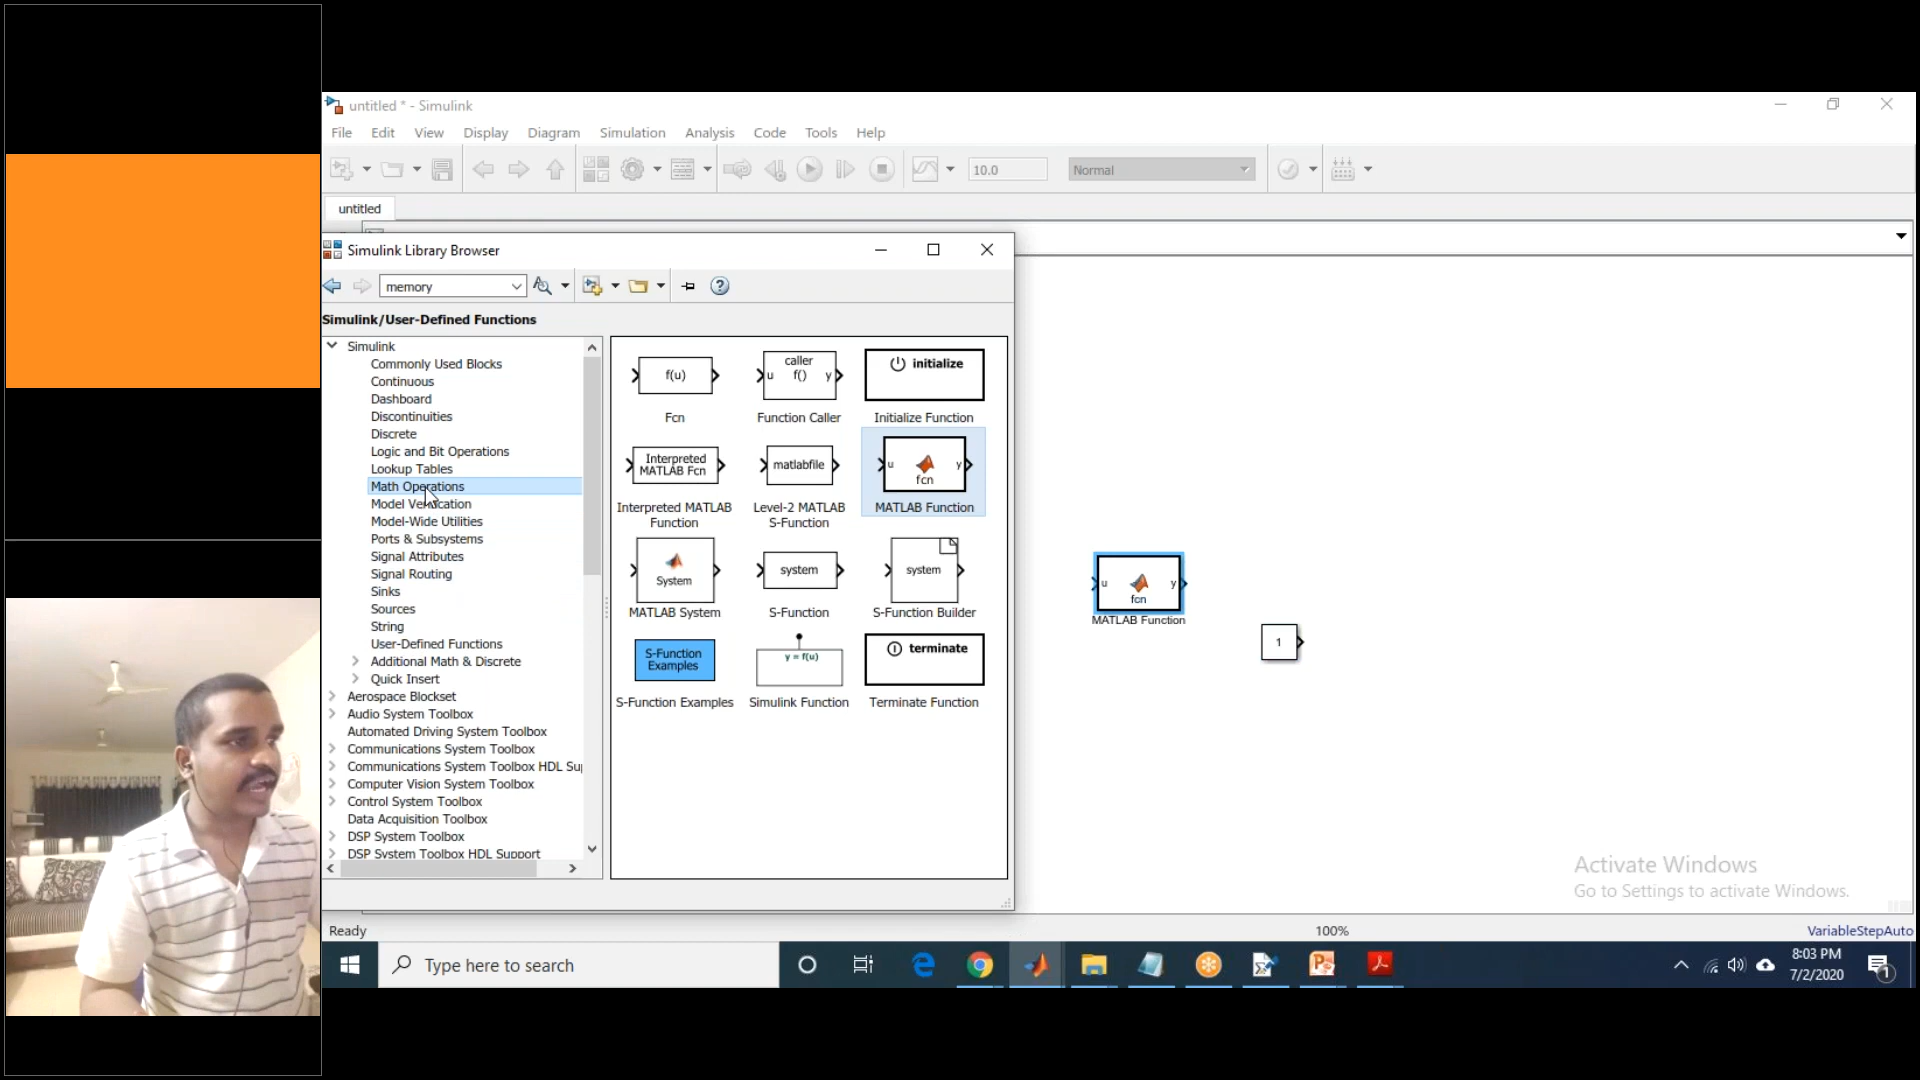 untitled * - Simulink
File Edit View Display Diagram Simulation Analysis Code Tools Help
10.0 Normal
untitled
Simulink Library Browser
memory
Simulink/User-Defined Functions
Simulink
Commonly Used Blocks
Continuous
Dashboard
Discontinuities
Discrete
Logic and Bit Operations
Lookup Tables
Math Operations
Model Verification
Model-Wide Utilities
Ports & Subsystems
Signal Attributes
Signal Routing
Sinks
Sources
String
User-Defined Functions
Additional Math & Discrete
Quick Insert
Aerospace Blockset
Audio System Toolbox
Automated Driving System Toolbox
Communications System Toolbox
Communications System Toolbox HDL Su
Computer Vision System Toolbox
Control System Toolbox
Data Acquisition Toolbox
DSP System Toolbox
DSP System Toolbox HDL Support
f(u)
Fcn
caller
u f() y
Function Caller
initialize
Initialize Function
Interpreted
MATLAB Fcn
Interpreted MATLAB
Function
matlabfile
Level-2 MATLAB
S-Function
u y
fcn
MATLAB Function
System
MATLAB System
system
S-Function
system
S-Function Builder
S-Function
Examples
S-Function Examples
y = f(u)
Simulink Function
terminate
Terminate Function
u y
fcn
MATLAB Function
1
Activate Windows
Go to Settings to activate Windows.
Ready 100% VariableStepAuto
Type here to search
8:03 PM
7/2/2020
1